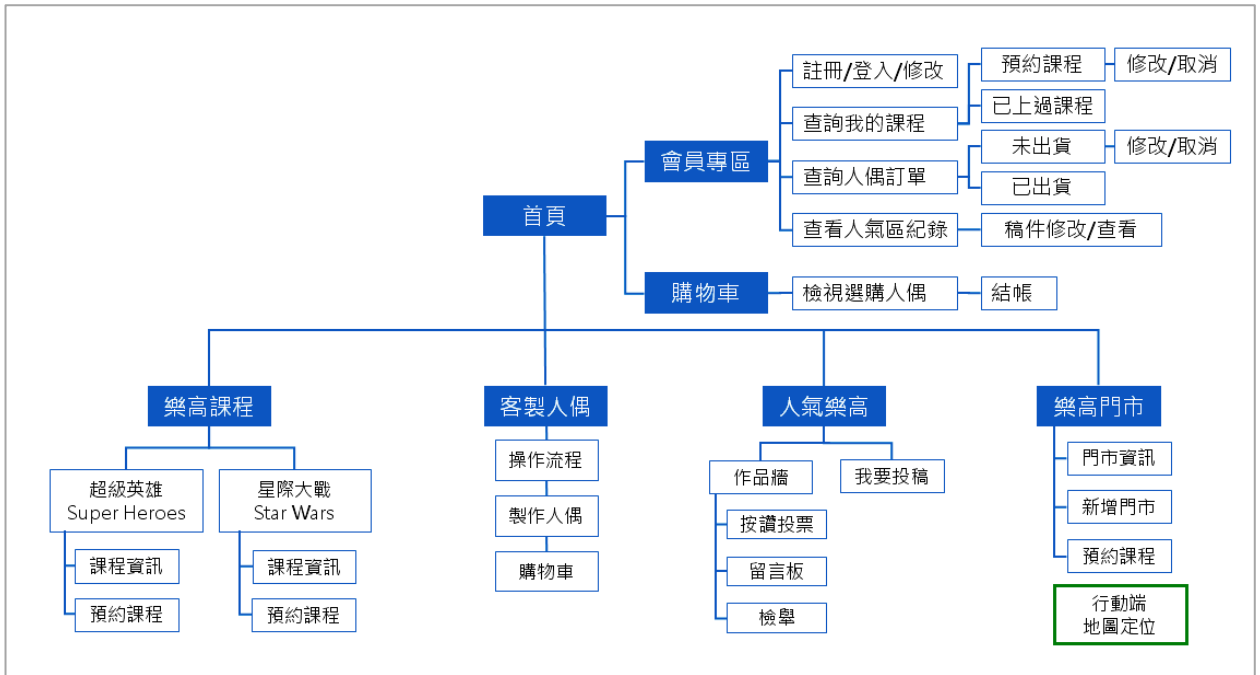 註冊/登入/修改
預約課程
修改/取消
查詢我的課程
已上過課程
會員專區
未出貨
修改/取消
查詢人偶訂單
已出貨
首頁
查看人氣區紀錄
稿件修改/查看
購物車
檢視選購人偶
結帳
樂高課程
客製人偶
人氣樂高
樂高門市
超級英雄
Super Heroes
課程資訊
預約課程
星際大戰
Star Wars
課程資訊
預約課程
操作流程
製作人偶
購物車
作品牆
按讚投票
留言板
檢舉
我要投稿
門市資訊
新增門市
預約課程
行動端
地圖定位